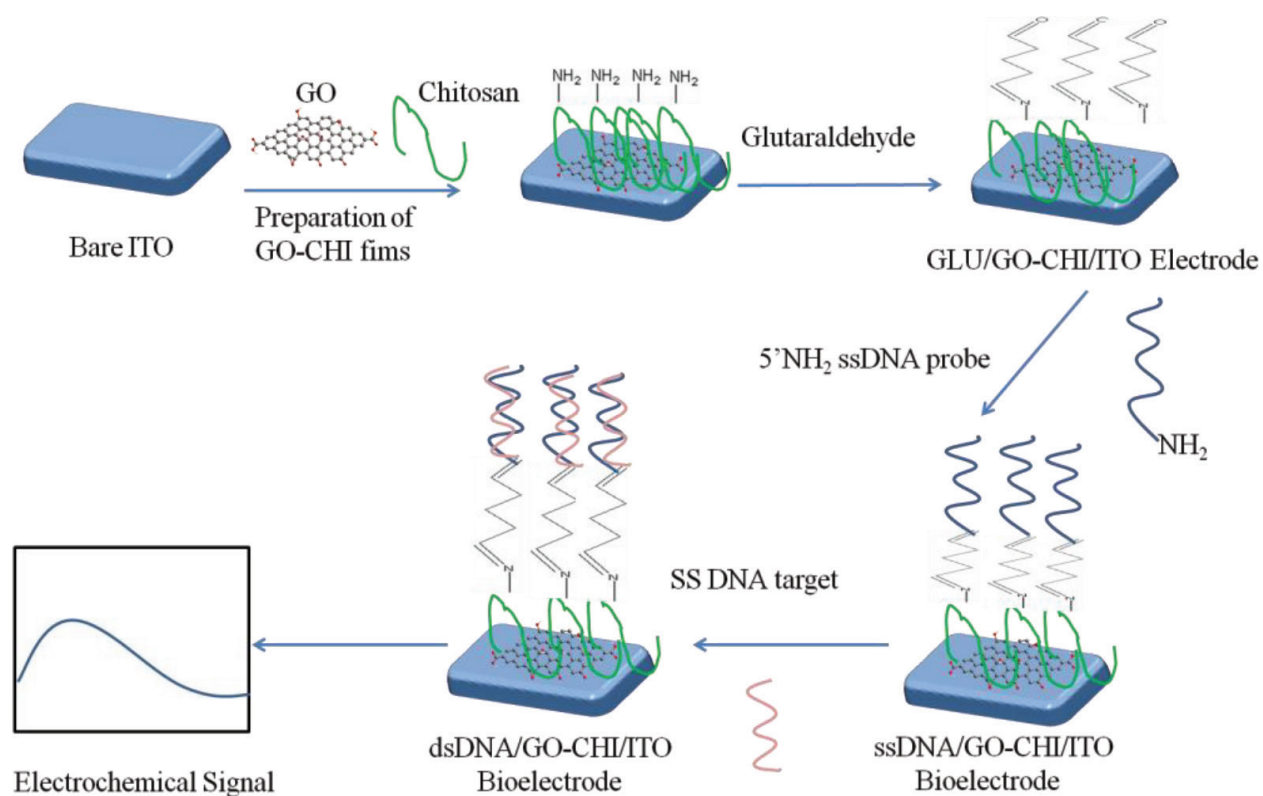 GO
Chitosan
NH2 NH2 NH2 NH2
Glutaraldehyde
Preparation of
GO-CHI fims
Bare ITO
O O O
N N N
GLU/GO-CHI/ITO Electrode
5'NH2 ssDNA probe
NH2
SS DNA target
N N N
N N N
dsDNA/GO-CHI/ITO
Bioelectrode
ssDNA/GO-CHI/ITO
Bioelectrode
Electrochemical Signal